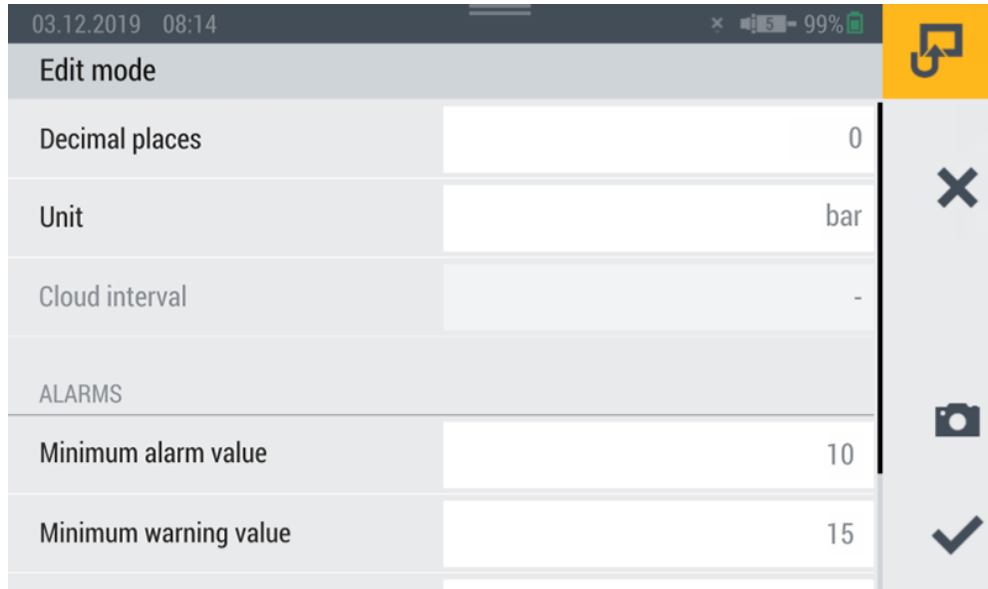 03.12.2019 08:14 5 99%
Edit mode
Decimal places 0
Unit bar
Cloud interval -
ALARMS
Minimum alarm value 10
Minimum warning value 15